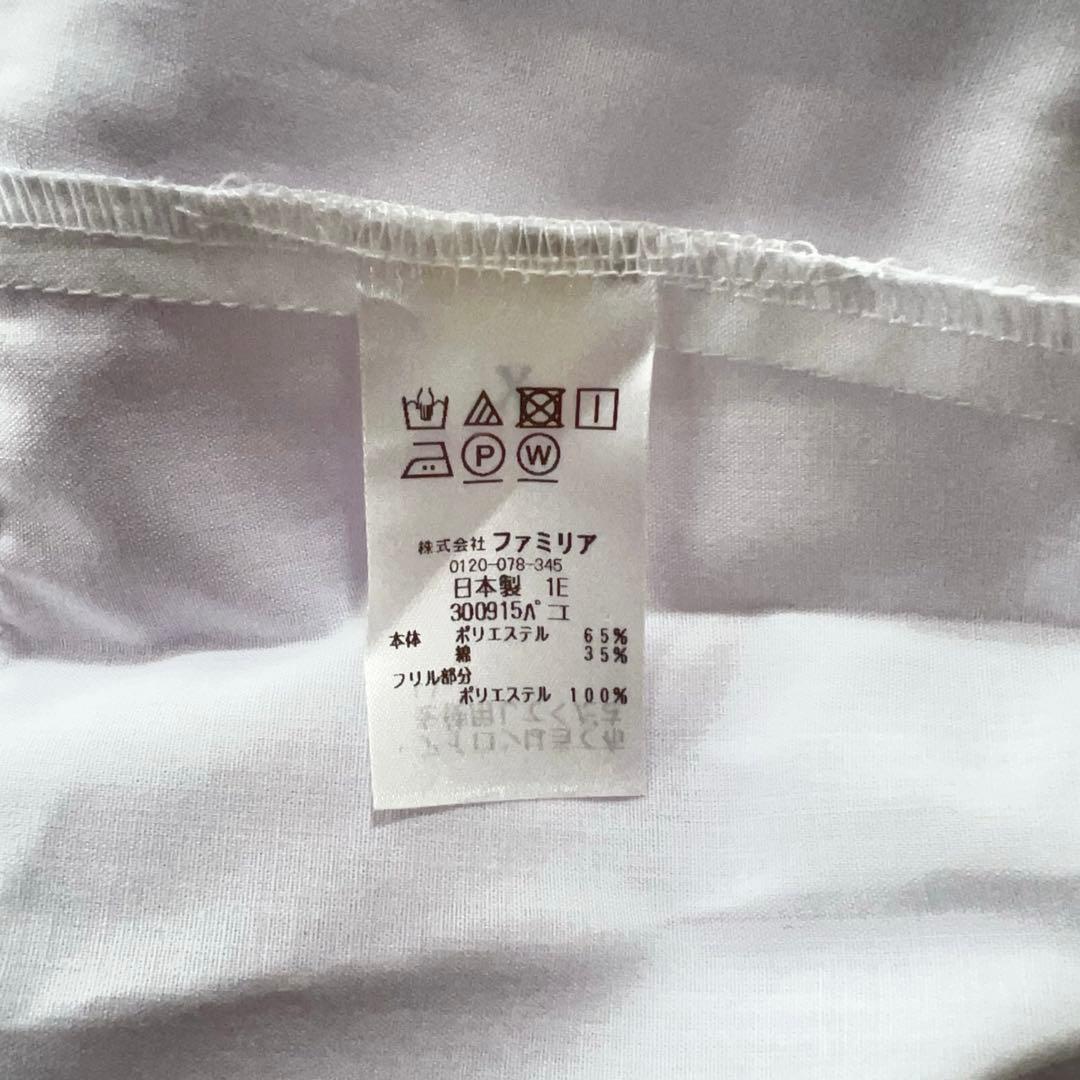 P W
株式会社 ファミリア
0120-078-345
日本製 1E
300915ﾊﾟ ｺｴ
本体 ポリエステル 65%
綿 35%
フリル部分
ポリエステル 100%